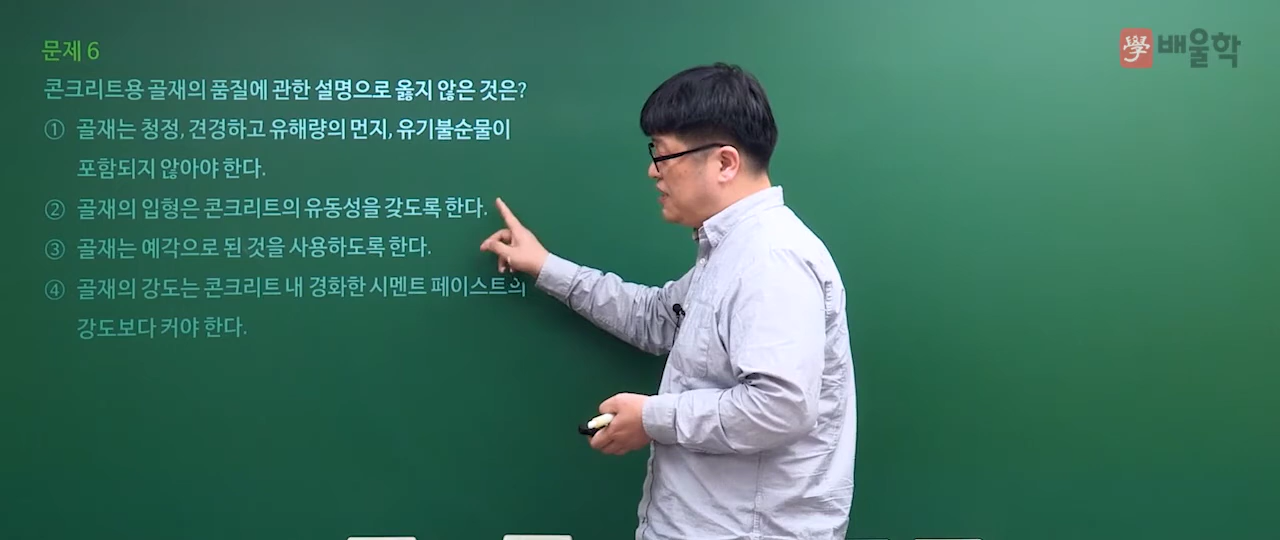 學 배울학
문제 6
콘크리트용 골재의 품질에 관한 설명으로 옳지 않은 것은?
① 골재는 청정, 견경하고 유해량의 먼지, 유기불순물이
포함되지 않아야 한다.
② 골재의 입형은 콘크리트의 유동성을 갖도록 한다.
③ 골재는 예각으로 된 것을 사용하도록 한다.
④ 골재의 강도는 콘크리트 내 경화한 시멘트 페이스트의
강도보다 커야 한다.